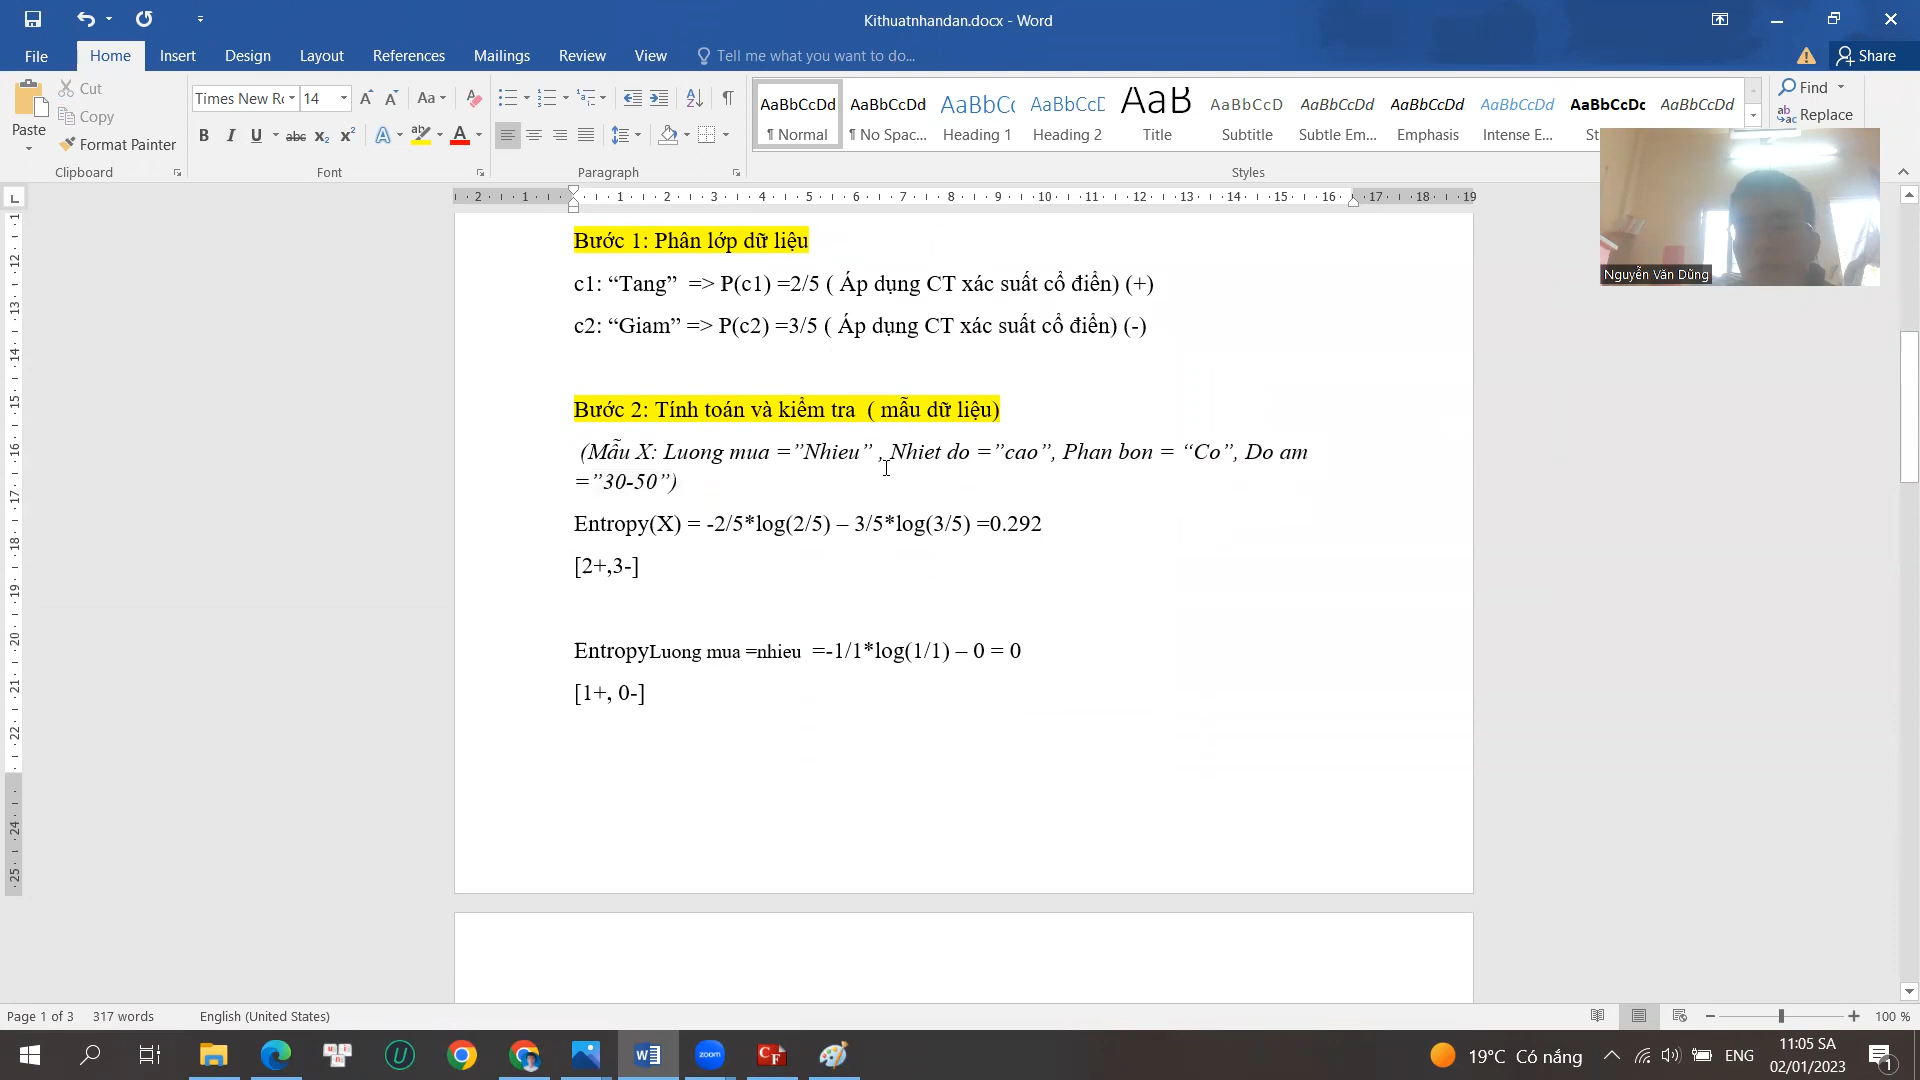 Kithuatnhandan.docx - Word
File Home Insert Design Layout References Mailings Review View Tell me what you want to do... Share
Paste
Cut
Copy
Format Painter
Clipboard
Times New Rc 14
Font
Paragraph
AaBbCcDd AaBbCcDd AaBbCc AaBbCcC AaB AaBbCcD AaBbCcDd AaBbCcDd AaBbCcDd AaBbCcDc AaBbCcDd
¶ Normal ¶ No Spac... Heading 1 Heading 2 Title Subtitle Subtle Em... Emphasis Intense E...
Styles
Find
Replace
Nguyễn Văn Dũng
Bước 1: Phân lớp dữ liệu
c1: “Tang” => P(c1) =2/5 ( Áp dụng CT xác suất cổ điển) (+)
c2: “Giam” => P(c2) =3/5 ( Áp dụng CT xác suất cổ điển) (-)
Bước 2: Tính toán và kiểm tra ( mẫu dữ liệu)
(Mẫu X: Luong mua =”Nhieu” , Nhiet do =”cao”, Phan bon = “Co”, Do am
=”30-50”)
Entropy(X) = -2/5*log(2/5) – 3/5*log(3/5) =0.292
[2+,3-]
EntropyLuong mua =nhieu =-1/1*log(1/1) – 0 = 0
[1+, 0-]
Page 1 of 3 317 words English (United States) 100 %
19°C Có nắng ENG
11:05 SA
02/01/2023